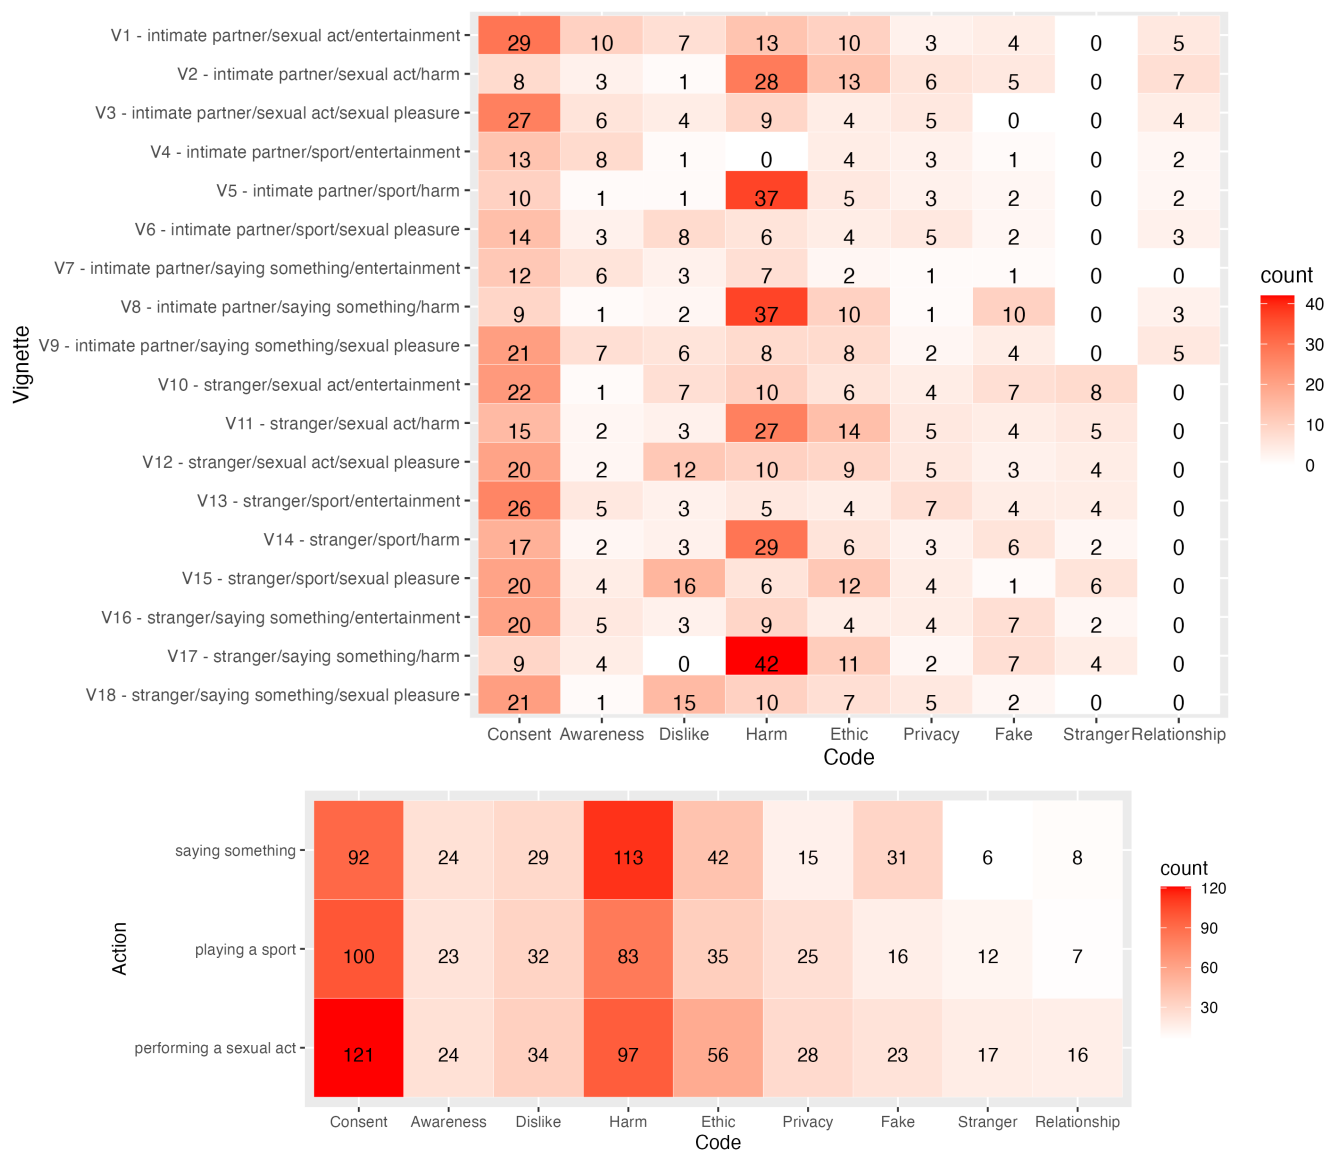 V1 - intimate partner/sexual act/entertainment 29 10 7 13 10 3 4 0 5
V2 - intimate partner/sexual act/harm 8 3 1 28 13 6 5 0 7
V3 - intimate partner/sexual act/sexual pleasure 27 6 4 9 4 5 0 0 4
V4 - intimate partner/sport/entertainment 13 8 1 0 4 3 1 0 2
V5 - intimate partner/sport/harm 10 1 1 37 5 3 2 0 2
V6 - intimate partner/sport/sexual pleasure 14 3 8 6 4 5 2 0 3
V7 - intimate partner/saying something/entertainment 12 6 3 7 2 1 1 0 0
V8 - intimate partner/saying something/harm 9 1 2 37 10 1 10 0 3
V9 - intimate partner/saying something/sexual pleasure 21 7 6 8 8 2 4 0 5
V10 - stranger/sexual act/entertainment 22 1 7 10 6 4 7 8 0
V11 - stranger/sexual act/harm 15 2 3 27 14 5 4 5 0
V12 - stranger/sexual act/sexual pleasure 20 2 12 10 9 5 3 4 0
V13 - stranger/sport/entertainment 26 5 3 5 4 7 4 4 0
V14 - stranger/sport/harm 17 2 3 29 6 3 6 2 0
V15 - stranger/sport/sexual pleasure 20 4 16 6 12 4 1 6 0
V16 - stranger/saying something/entertainment 20 5 3 9 4 4 7 2 0
V17 - stranger/saying something/harm 9 4 0 42 11 2 7 4 0
V18 - stranger/saying something/sexual pleasure 21 1 15 10 7 5 2 0 0
Consent Awareness Dislike Harm Ethic Privacy Fake Stranger Relationship
Code
Vignette
count
40
30
20
10
0
saying something 92 24 29 113 42 15 31 6 8
playing a sport 100 23 32 83 35 25 16 12 7
performing a sexual act 121 24 34 97 56 28 23 17 16
Consent Awareness Dislike Harm Ethic Privacy Fake Stranger Relationship
Code
Action
count
120
90
60
30